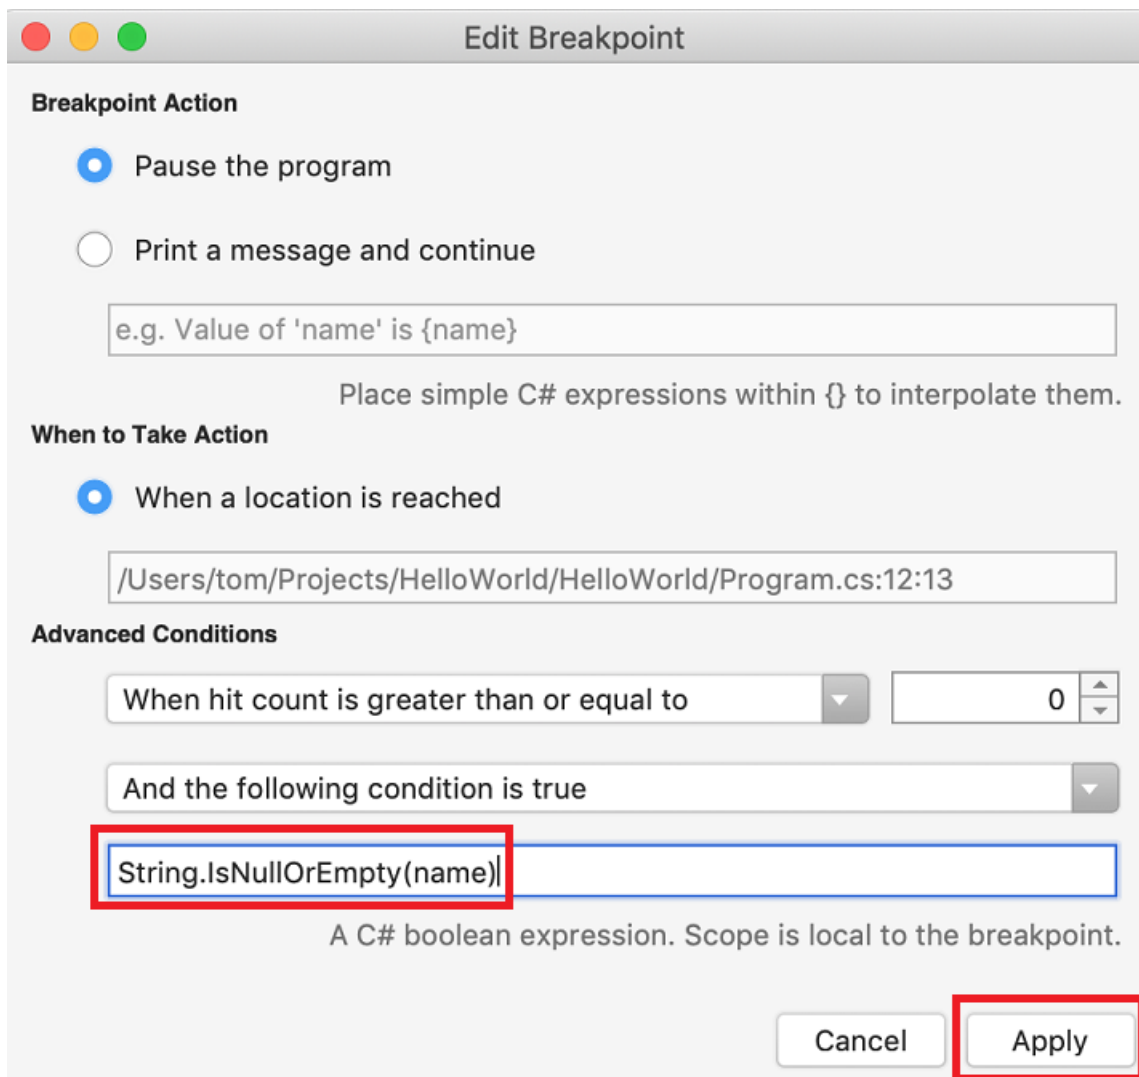 Edit Breakpoint
Breakpoint Action
Pause the program
Print a message and continue
e.g. Value of 'name' is {name}
Place simple C# expressions within {} to interpolate them.
When to Take Action
When a location is reached
/Users/tom/Projects/HelloWorld/HelloWorld/Program.cs:12:13
Advanced Conditions
When hit count is greater than or equal to 0
And the following condition is true
String.IsNullOrEmpty(name)
A C# boolean expression. Scope is local to the breakpoint.
Cancel Apply